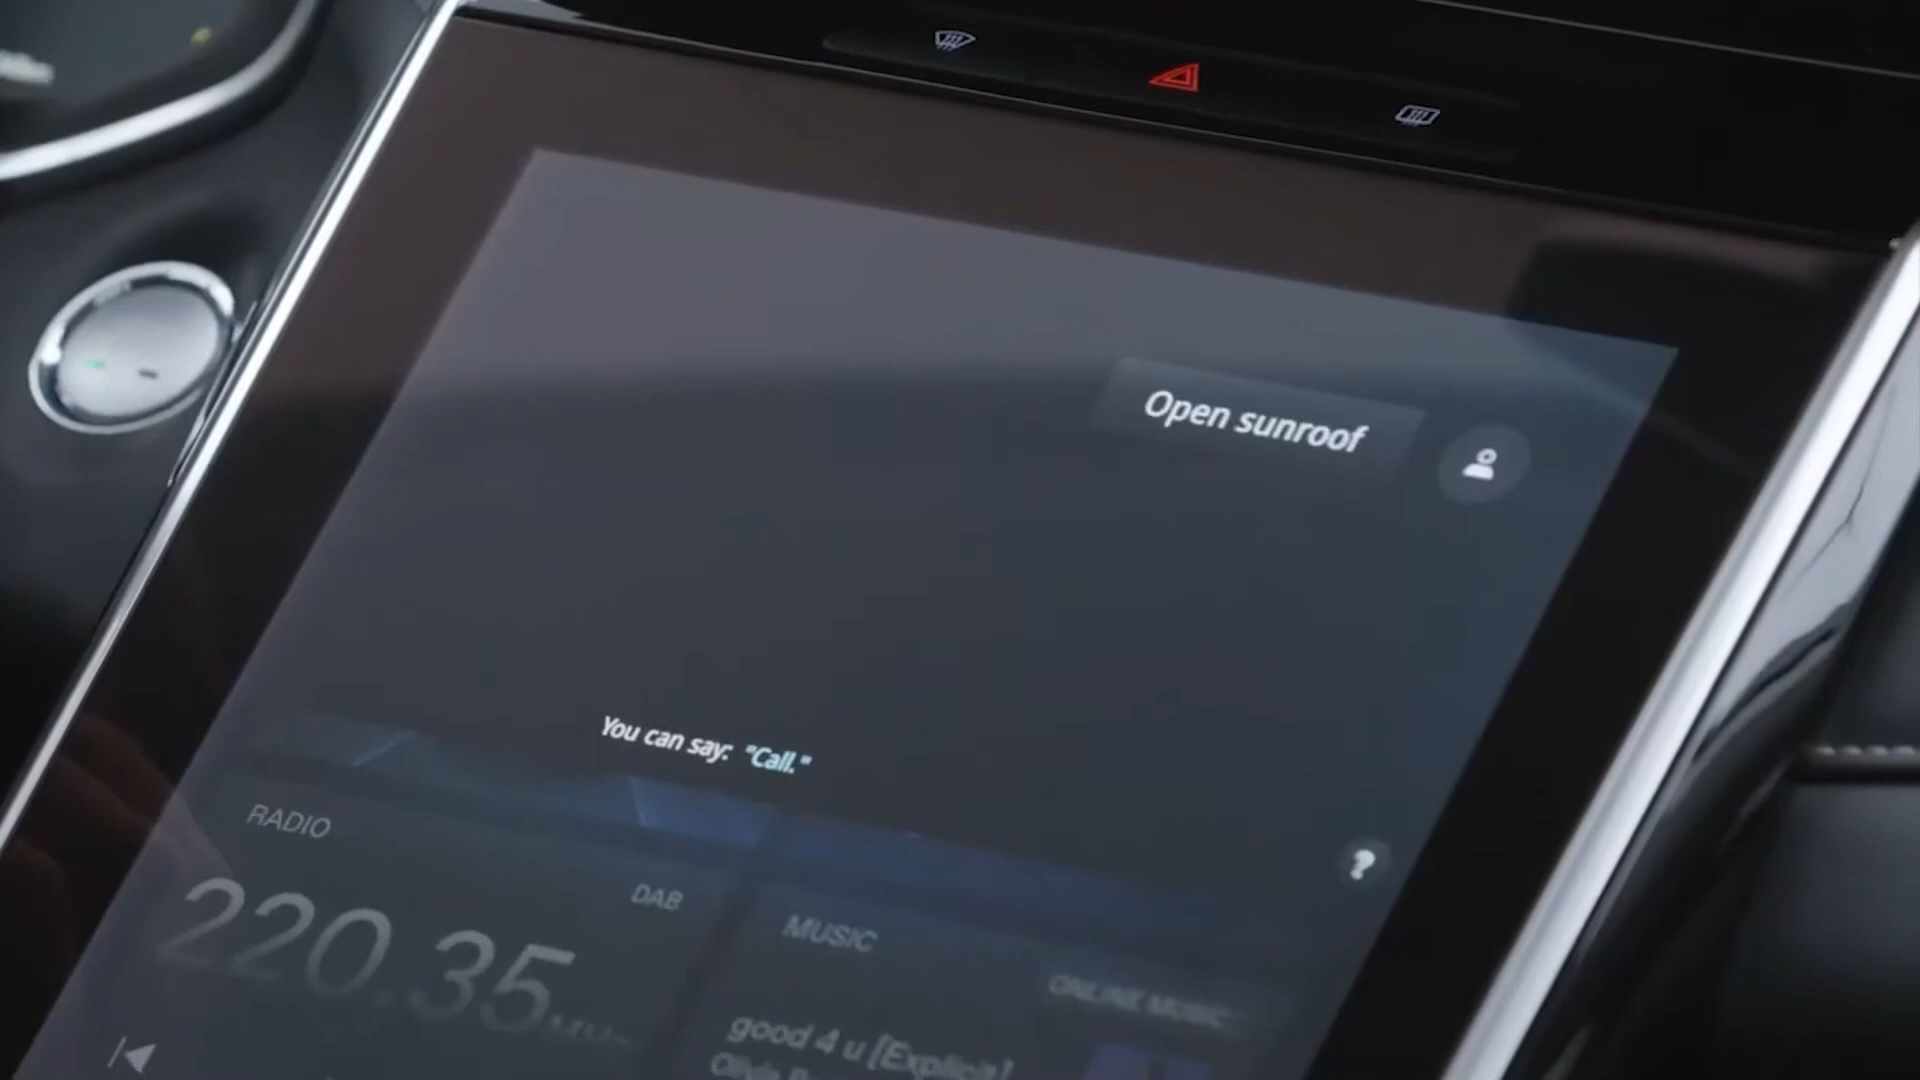 Open sunroof
You can say: "Call."
RADIO
DAB
220.35
MUSIC
ONLINE MUSIC
good 4 u [Explicit]